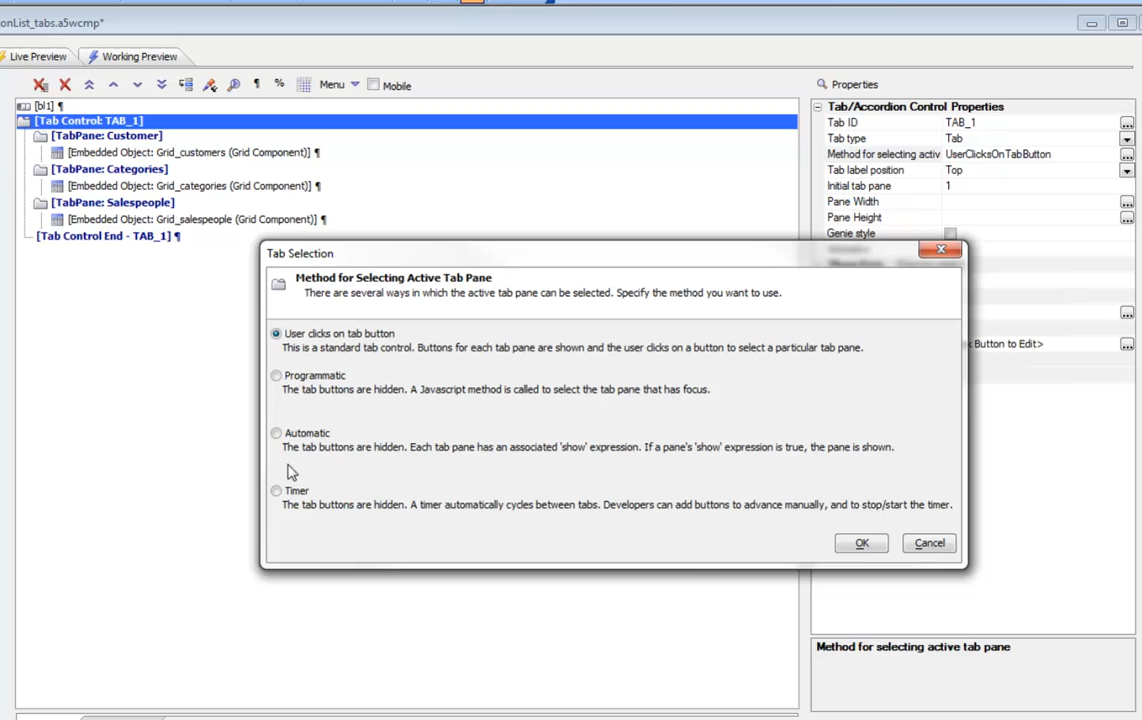 onList_tabs.a5wcmp*
Live Preview
Working Preview
¶ % Menu Mobile
Properties
[bl1] ¶
[Tab Control: TAB_1]
[TabPane: Customer]
[Embedded Object: Grid_customers (Grid Component)] ¶
[TabPane: Categories]
[Embedded Object: Grid_categories (Grid Component)] ¶
[TabPane: Salespeople]
[Embedded Object: Grid_salespeople (Grid Component)] ¶
[Tab Control End - TAB_1] ¶
Tab/Accordion Control Properties
Tab ID TAB_1
Tab type Tab
Method for selecting activ UserClicksOnTabButton
Tab label position Top
Initial tab pane 1
Pane Width
Pane Height
Genie style
Button to Edit>
Tab Selection
Method for Selecting Active Tab Pane
There are several ways in which the active tab pane can be selected. Specify the method you want to use.
User clicks on tab button
This is a standard tab control. Buttons for each tab pane are shown and the user clicks on a button to select a particular tab pane.
Programmatic
The tab buttons are hidden. A Javascript method is called to select the tab pane that has focus.
Automatic
The tab buttons are hidden. Each tab pane has an associated 'show' expression. If a pane's 'show' expression is true, the pane is shown.
Timer
The tab buttons are hidden. A timer automatically cycles between tabs. Developers can add buttons to advance manually, and to stop/start the timer.
OK
Cancel
Method for selecting active tab pane